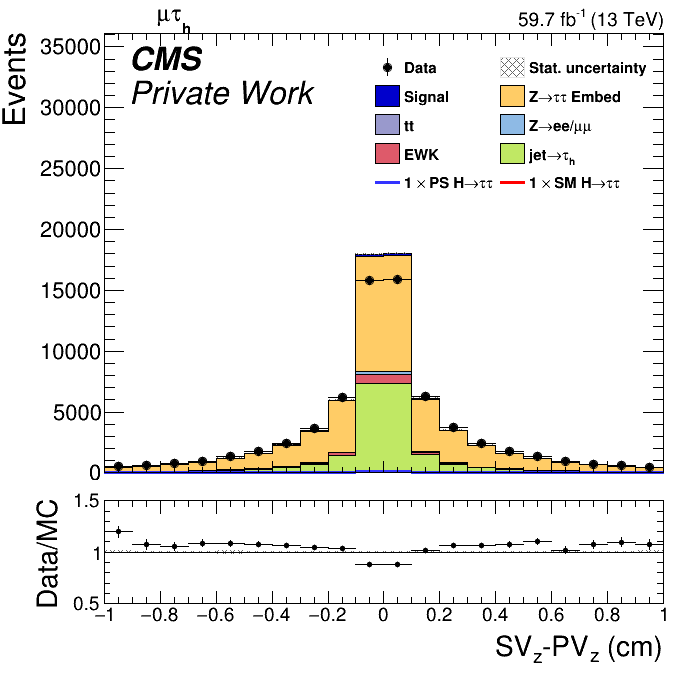 μτh
59.7 fb-1 (13 TeV)
CMS
Private Work
Data
Stat. uncertainty
Signal
Z→ττ Embed
tt
Z→ee/μμ
EWK
jet→τh
1 × PS H→ττ
1 × SM H→ττ
Events
35000
30000
25000
20000
15000
10000
5000
0
Data/MC
1.5
1
0.5
−1 −0.8 −0.6 −0.4 −0.2 0 0.2 0.4 0.6 0.8 1
SVz-PVz (cm)